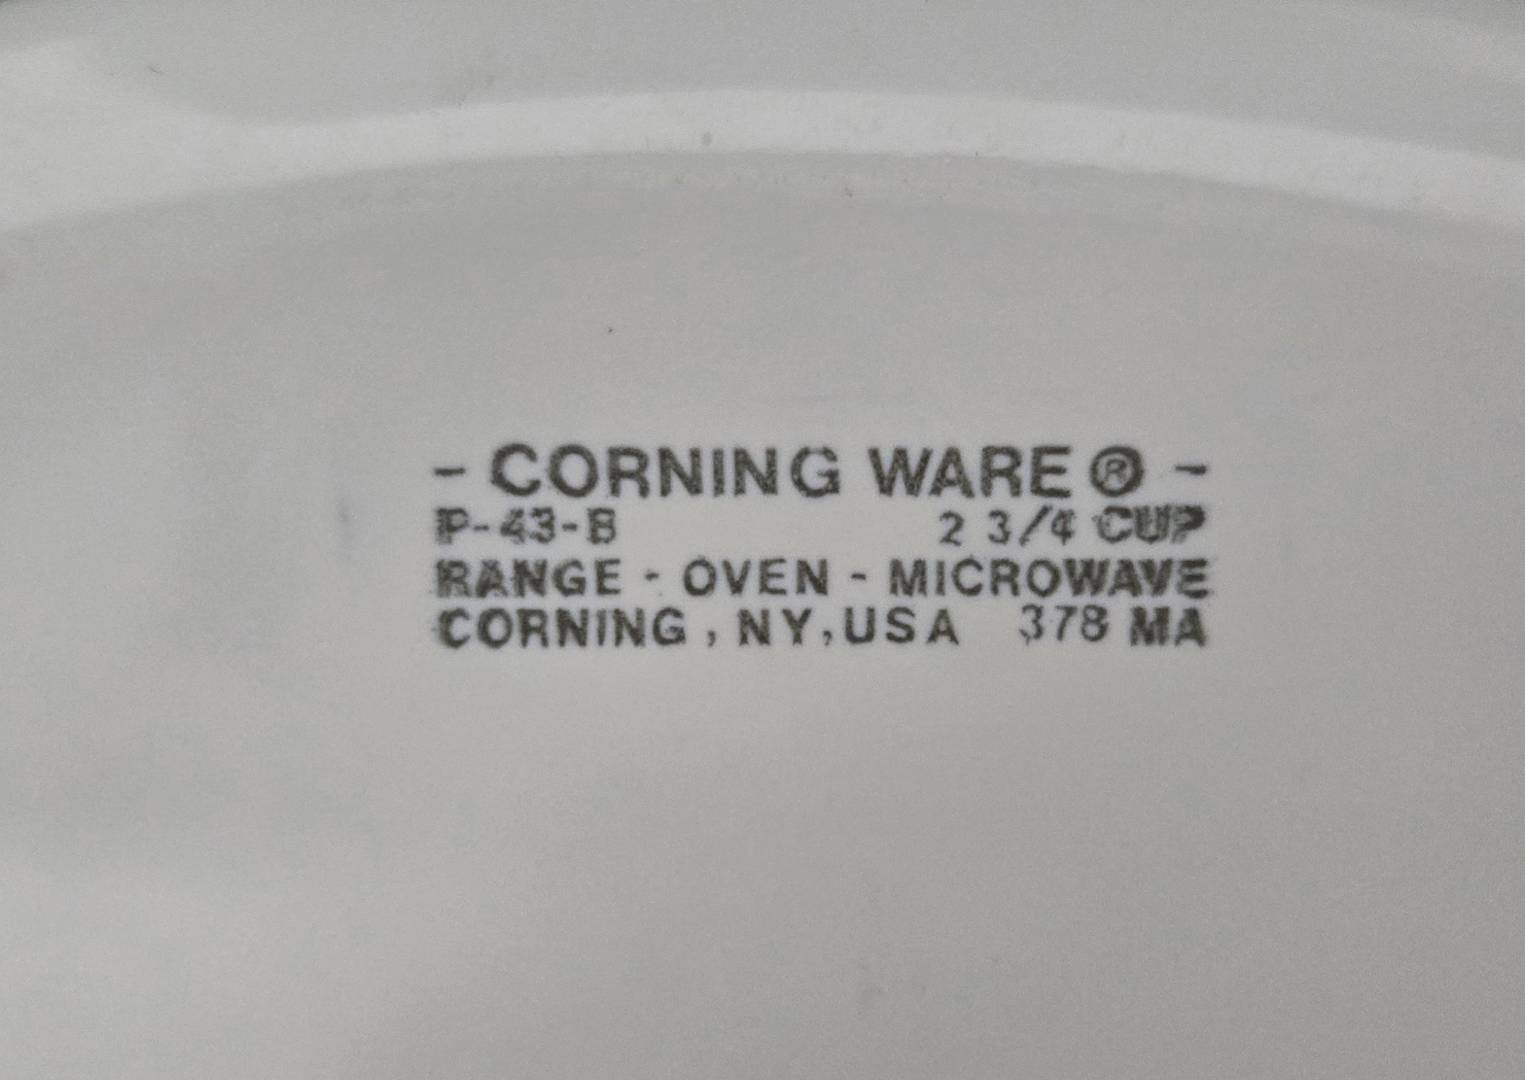 - CORNING WARE ® -
P-43-B 2 3/4 CUP
RANGE - OVEN - MICROWAVE
CORNING, NY, USA 378 MA